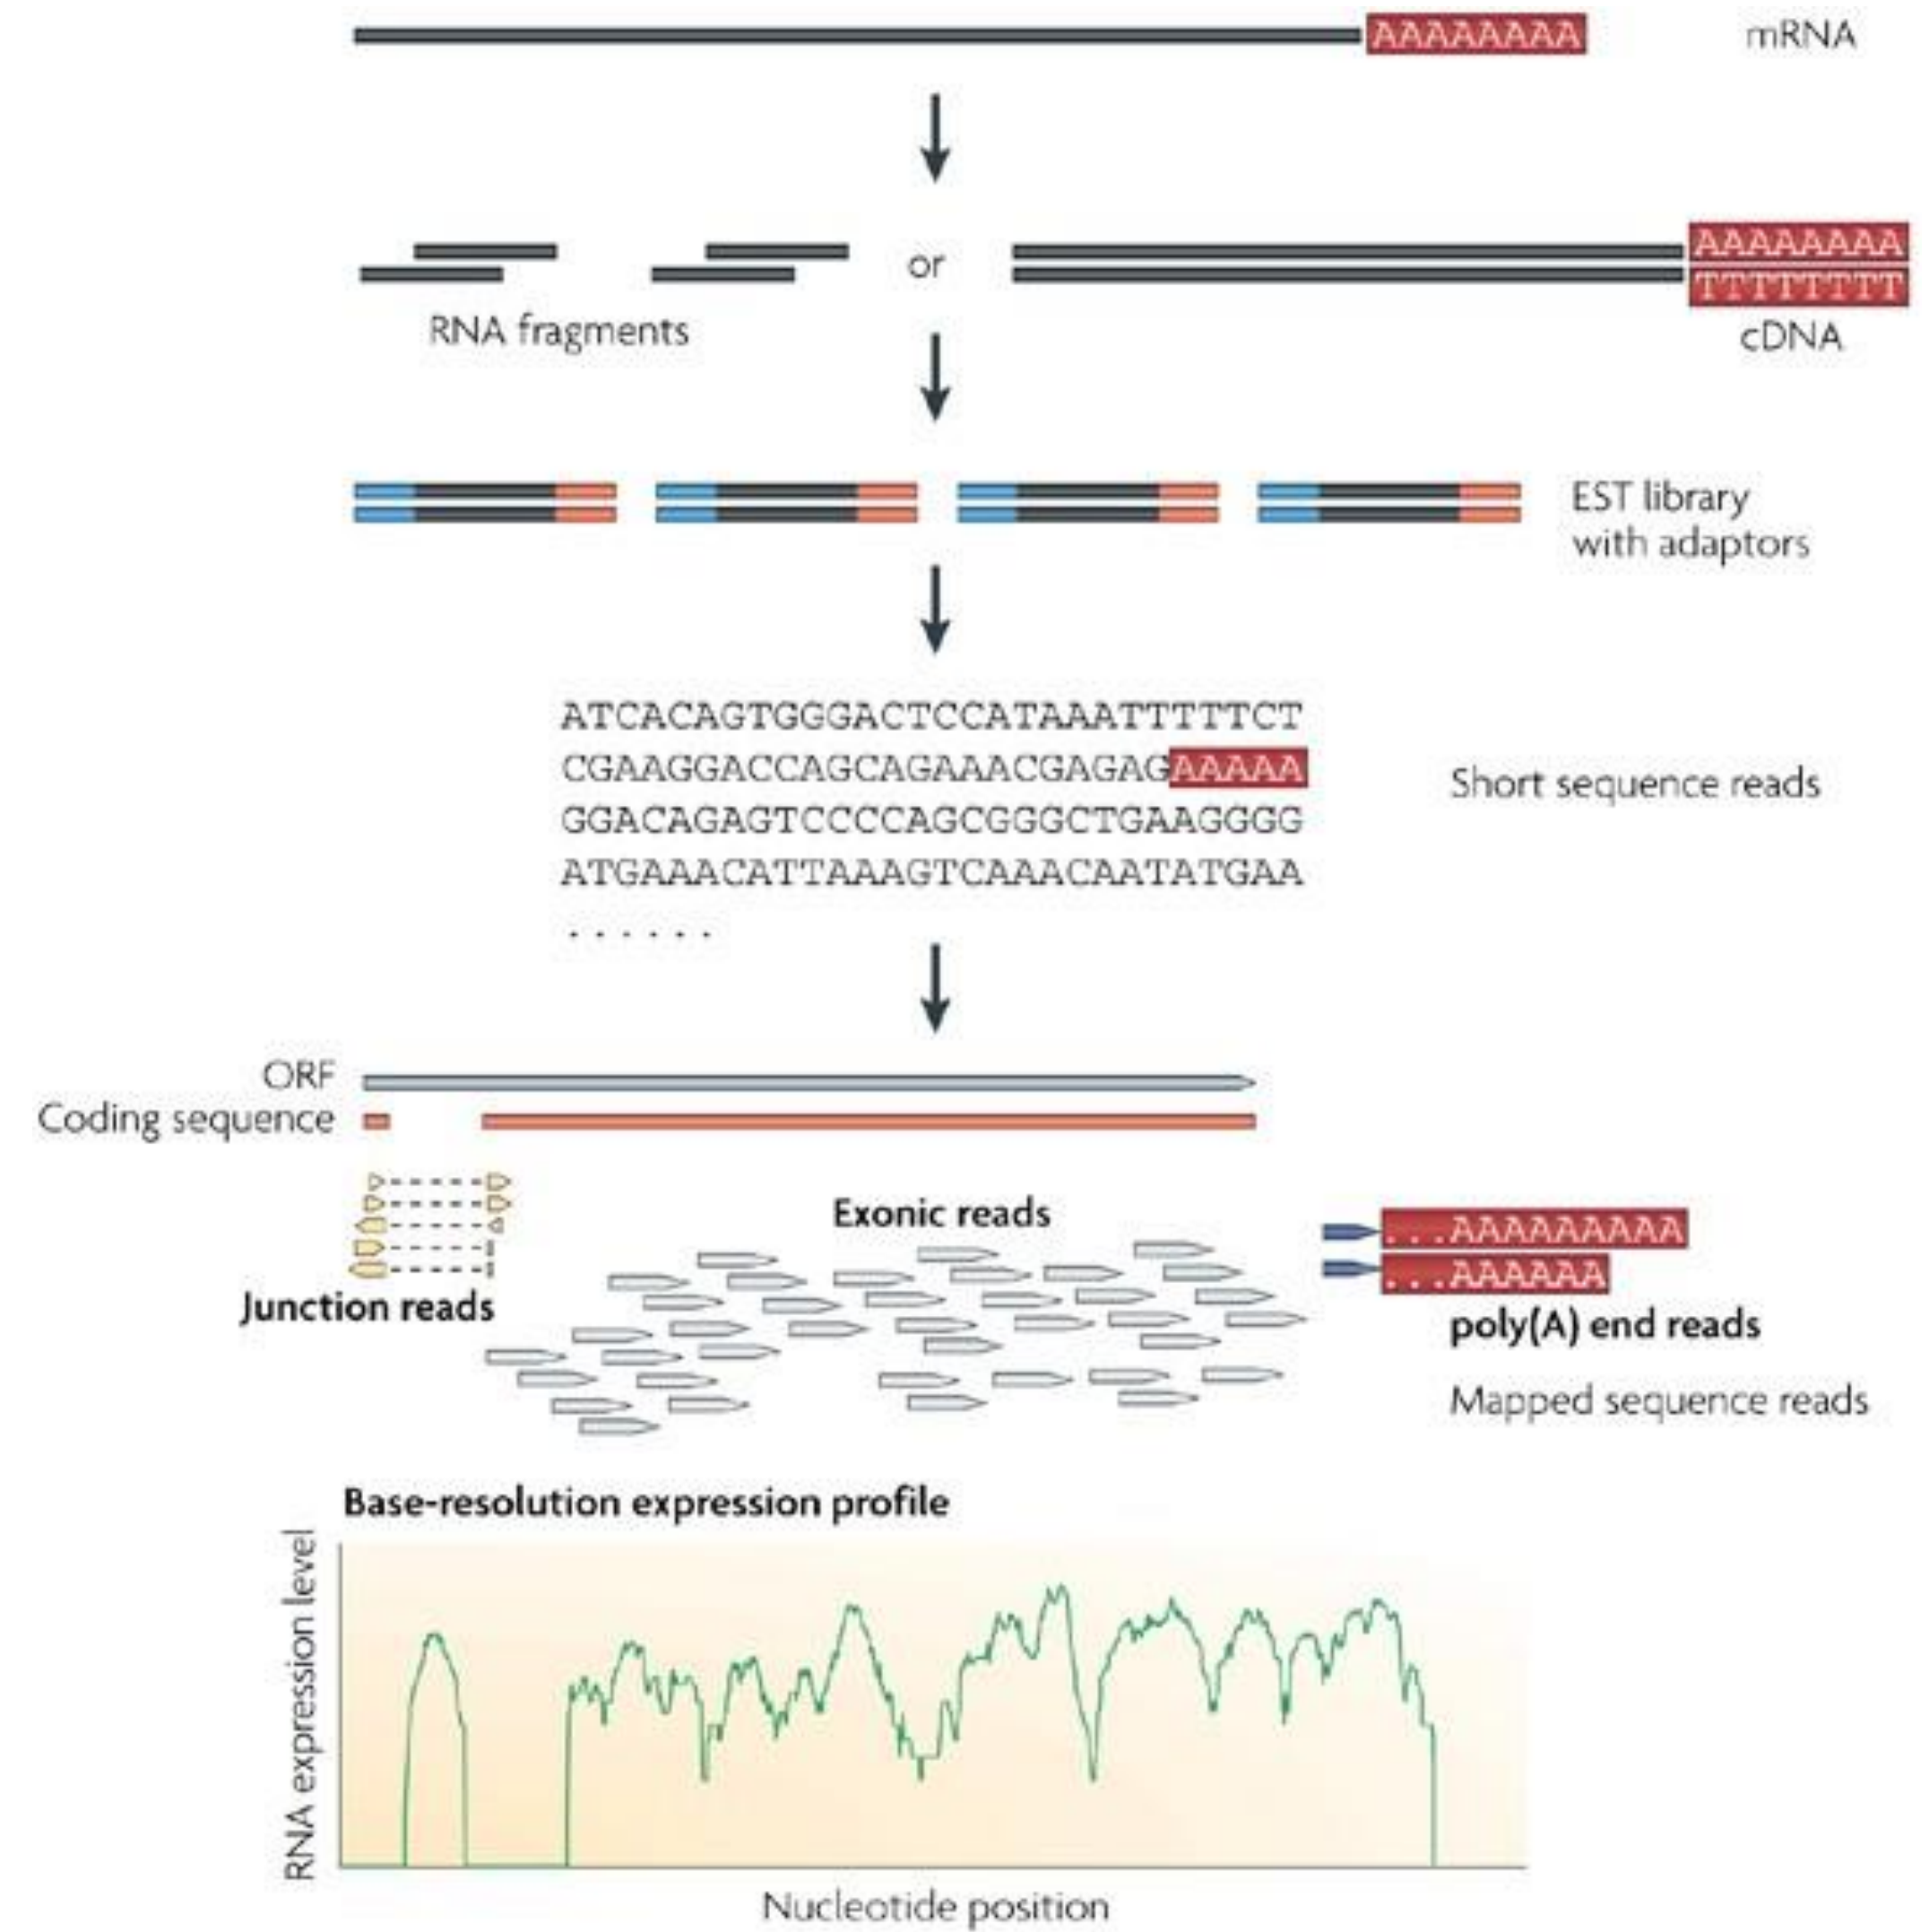 AAAAAAAA mRNA
AAAAAAAA
or
TTTTTTTT
RNA fragments
cDNA
EST library
with adaptors
ATCACAGTGGGACTCCATAAATTTTTCT
CGAAGGACCAGCAGAAACGAGAGAAAAA
Short sequence reads
GGACAGAGTCCCCAGCGGGCTGAAGGGG
ATGAAACATTAAAGTCAAACAATATGAA
. . . . . .
ORF
Coding sequence
Exonic reads
...AAAAAAAAA
...AAAAAA
Junction reads
poly(A) end reads
Mapped sequence reads
Base-resolution expression profile
RNA expression level
Nucleotide position